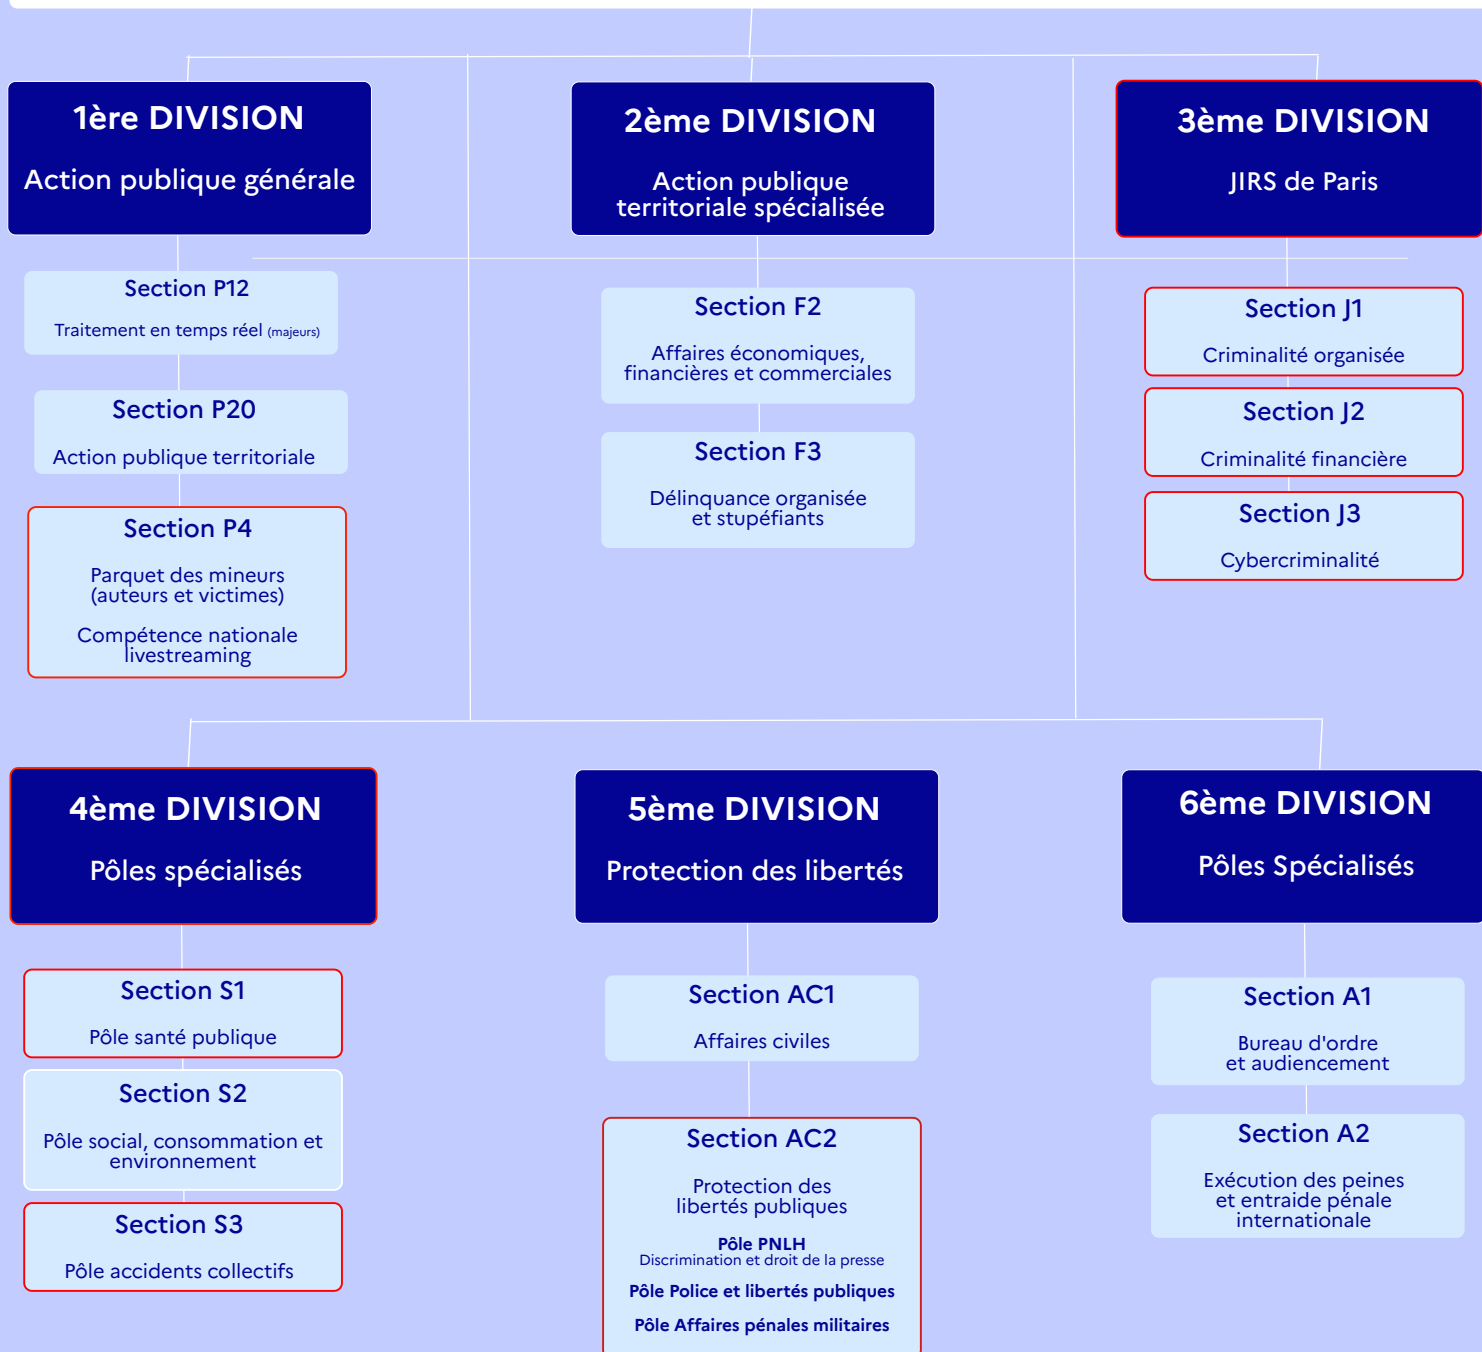 1ère DIVISION
Action publique générale
Section P12
Traitement en temps réel (majeurs)
Section P20
Action publique territoriale
Section P4
Parquet des mineurs
(auteurs et victimes)
Compétence nationale
livestreaming
2ème DIVISION
Action publique
territoriale spécialisée
Section F2
Affaires économiques,
financières et commerciales
Section F3
Délinquance organisée
et stupéfiants
3ème DIVISION
JIRS de Paris
Section J1
Criminalité organisée
Section J2
Criminalité financière
Section J3
Cybercriminalité
4ème DIVISION
Pôles spécialisés
Section S1
Pôle santé publique
Section S2
Pôle social, consommation et
environnement
Section S3
Pôle accidents collectifs
5ème DIVISION
Protection des libertés
Section AC1
Affaires civiles
Section AC2
Protection des
libertés publiques
Pôle PNLH
Discrimination et droit de la presse
Pôle Police et libertés publiques
Pôle Affaires pénales militaires
6ème DIVISION
Pôles Spécialisés
Section A1
Bureau d'ordre
et audiencement
Section A2
Exécution des peines
et entraide pénale
internationale